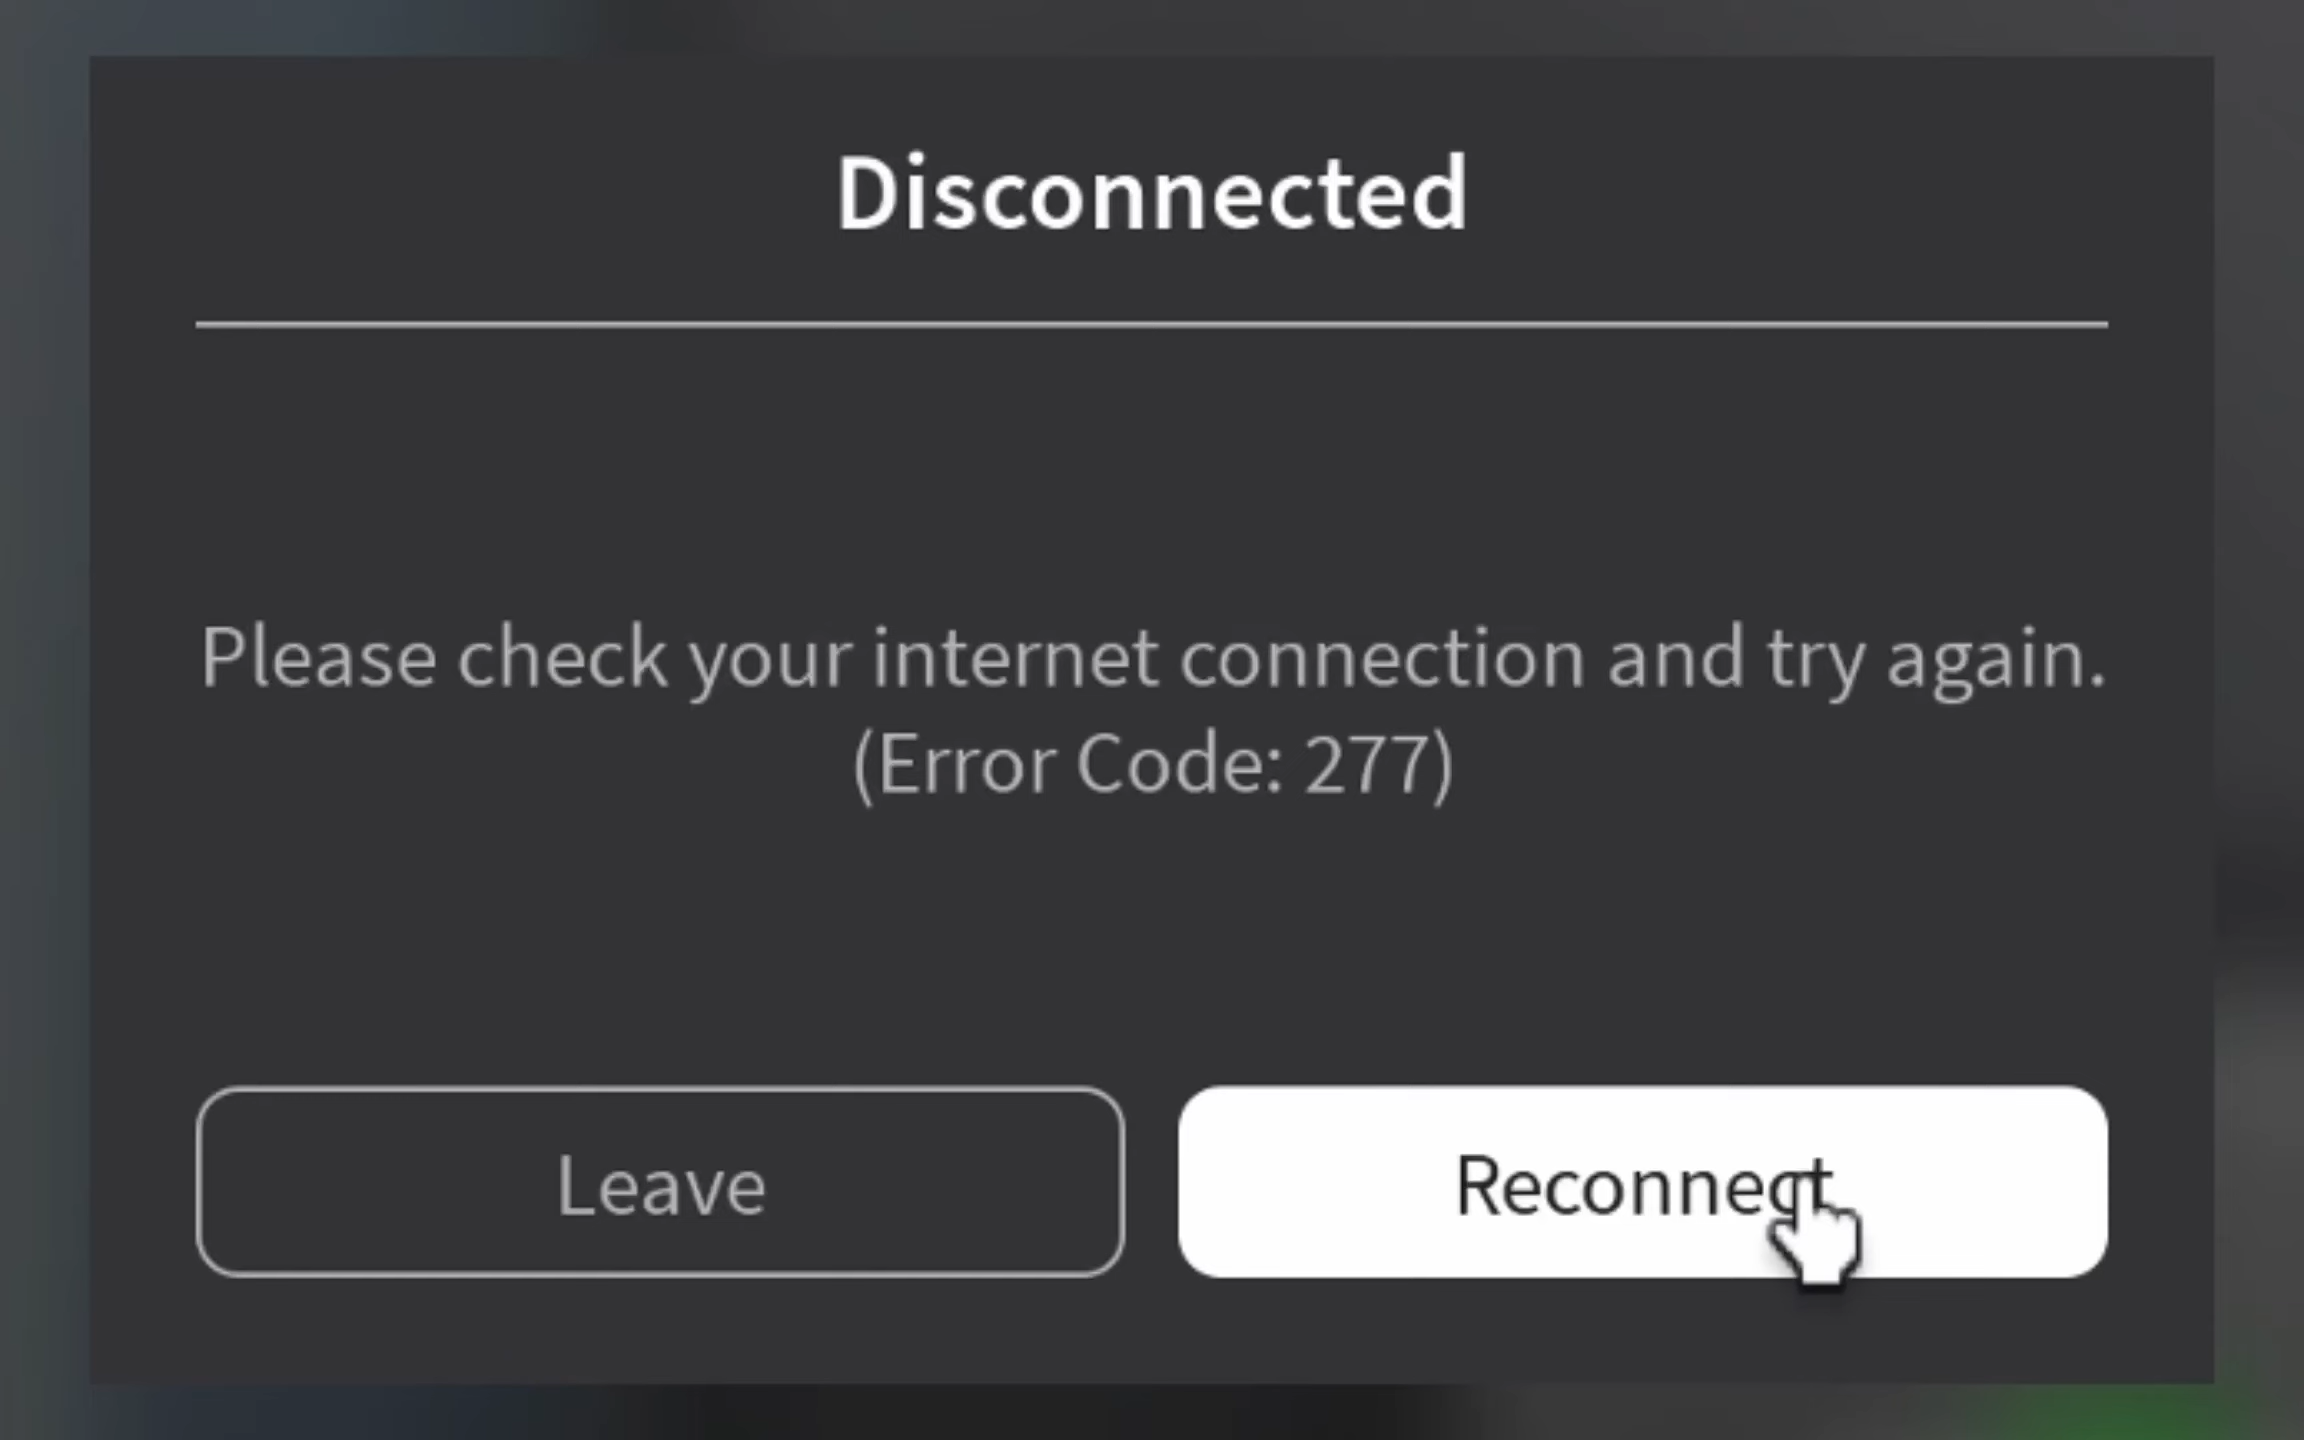 Disconnected
Please check your internet connection and try again.
(Error Code: 277)
Leave
Reconnect